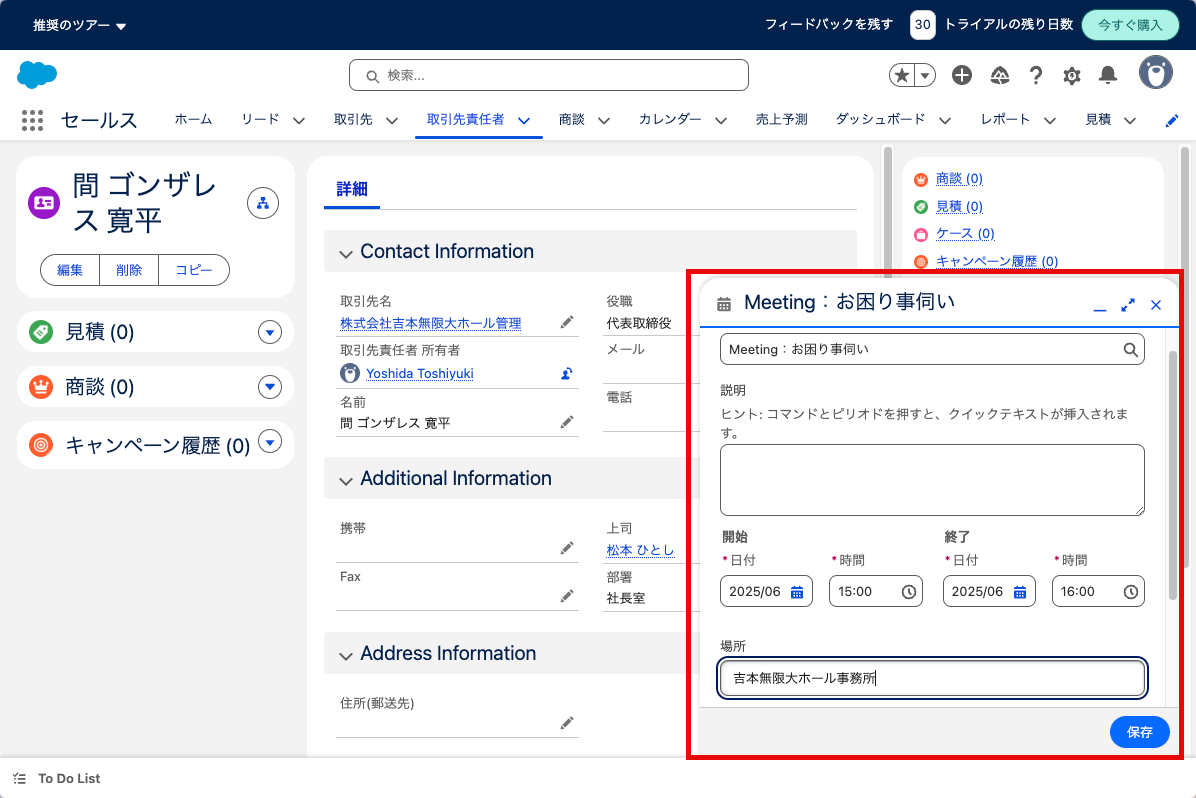 推奨のツアー
フィードバックを残す
30
トライアルの残り日数
今すぐ購入
検索...
セールス
ホーム
リード
取引先
取引先責任者
商談
カレンダー
売上予測
ダッシュボード
レポート
見積
間 ゴンザレ
ス 寛平
編集
削除
コピー
見積 (0)
商談 (0)
キャンペーン履歴 (0)
詳細
Contact Information
取引先名
株式会社吉本無限大ホール管理
取引先責任者 所有者
Yoshida Toshiyuki
名前
間 ゴンザレス 寛平
役職
代表取締役
メール
電話
Additional Information
携帯
Fax
上司
松本 ひとし
部署
社長室
Address Information
住所(郵送先)
商談 (0)
見積 (0)
ケース (0)
キャンペーン履歴 (0)
Meeting：お困り事伺い
Meeting：お困り事伺い
説明
ヒント: コマンドとピリオドを押すと、クイックテキストが挿入されま
す。
開始
終了
*日付
*時間
*日付
*時間
2025/06
15:00
2025/06
16:00
場所
吉本無限大ホール事務所
保存
To Do List